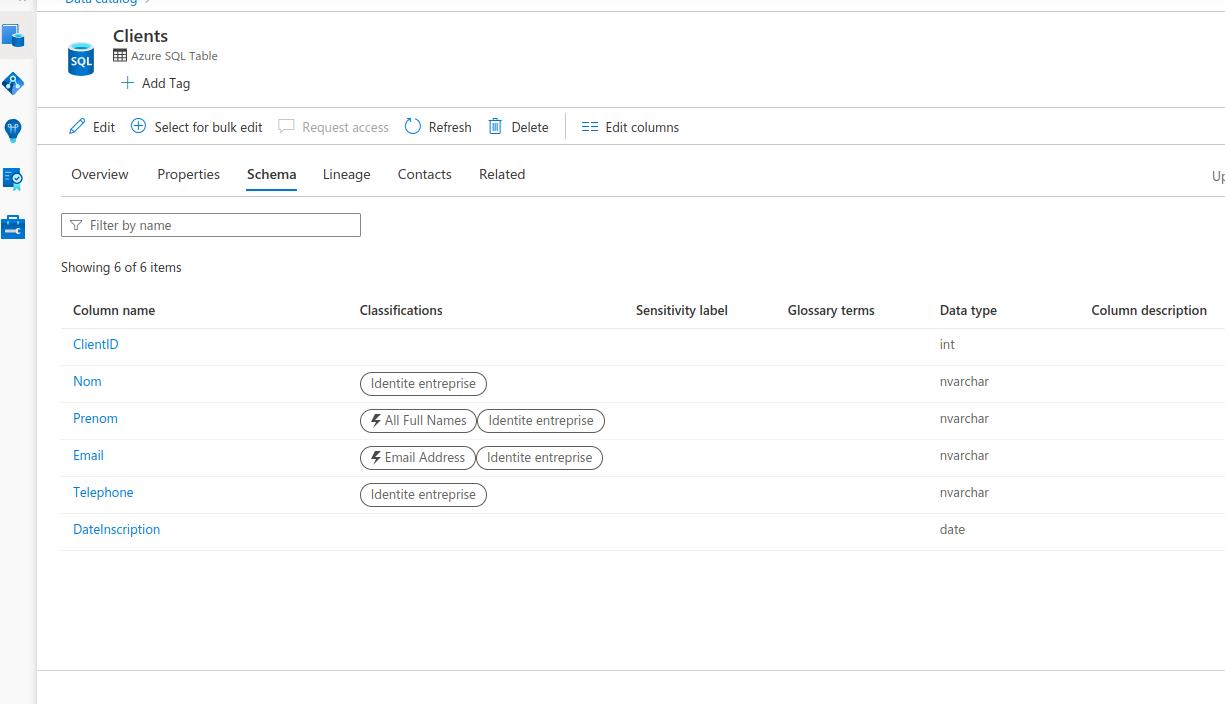 Data catalog
Clients
SQL
Azure SQL Table
Add Tag
Edit Select for bulk edit Request access Refresh Delete Edit columns
Overview Properties Schema Lineage Contacts Related
Up
Filter by name
Showing 6 of 6 items
Column name Classifications Sensitivity label Glossary terms Data type Column description
ClientID int
Nom Identite entreprise nvarchar
Prenom All Full Names Identite entreprise nvarchar
Email Email Address Identite entreprise nvarchar
Telephone Identite entreprise nvarchar
DateInscription date